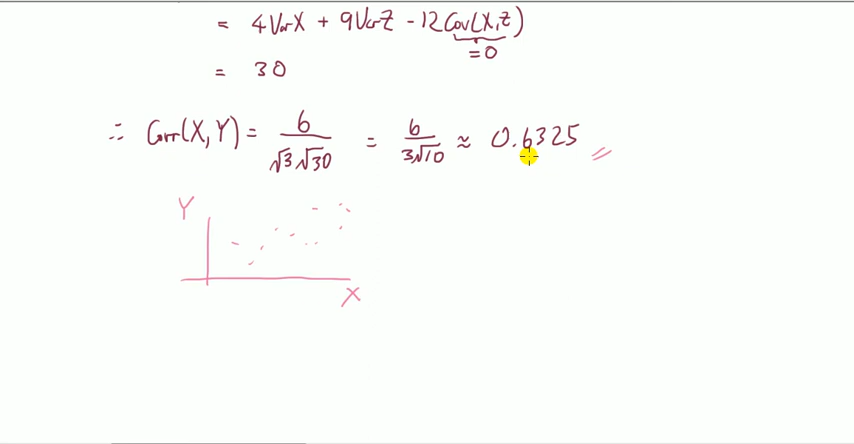 = 4VarX + 9VarZ - 12Cov(X,Z)
=0
= 30
∴ Corr(X,Y) = 6/(√3√30) = 6/(3√10) ≈ 0.6325
Y
X